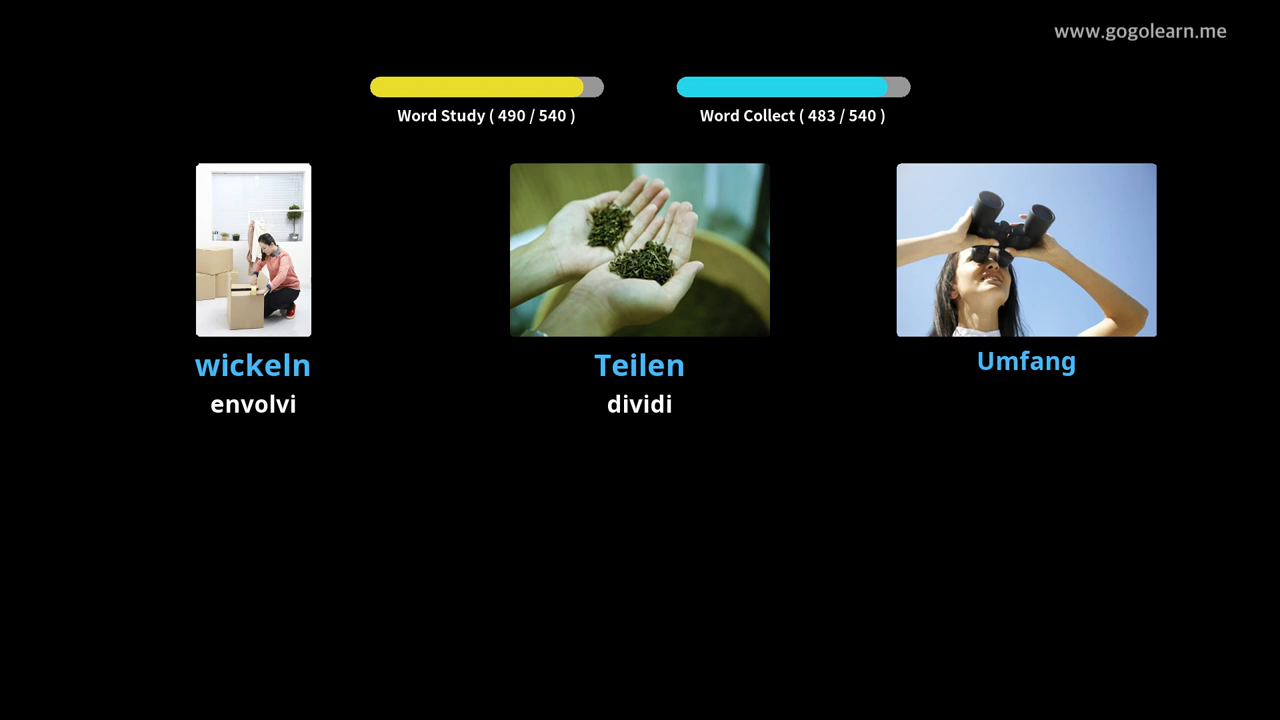 www.gogolearn.me
Word Study ( 490 / 540 )
Word Collect ( 483 / 540 )
wickeln
envolvi
Teilen
dividi
Umfang